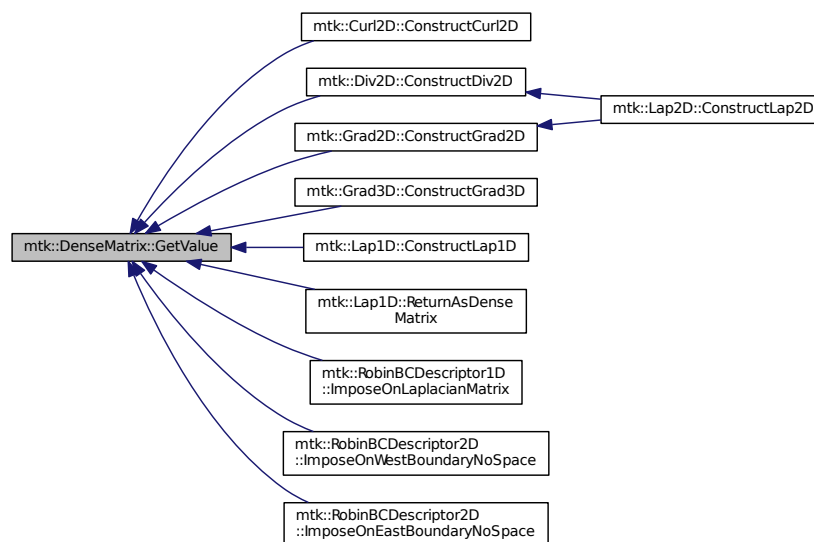 mtk::Curl2D::ConstructCurl2D
mtk::Div2D::ConstructDiv2D
mtk::Lap2D::ConstructLap2D
mtk::Grad2D::ConstructGrad2D
mtk::Grad3D::ConstructGrad3D
mtk::DenseMatrix::GetValue
mtk::Lap1D::ConstructLap1D
mtk::Lap1D::ReturnAsDense
Matrix
mtk::RobinBCDescriptor1D
::ImposeOnLaplacianMatrix
mtk::RobinBCDescriptor2D
::ImposeOnWestBoundaryNoSpace
mtk::RobinBCDescriptor2D
::ImposeOnEastBoundaryNoSpace